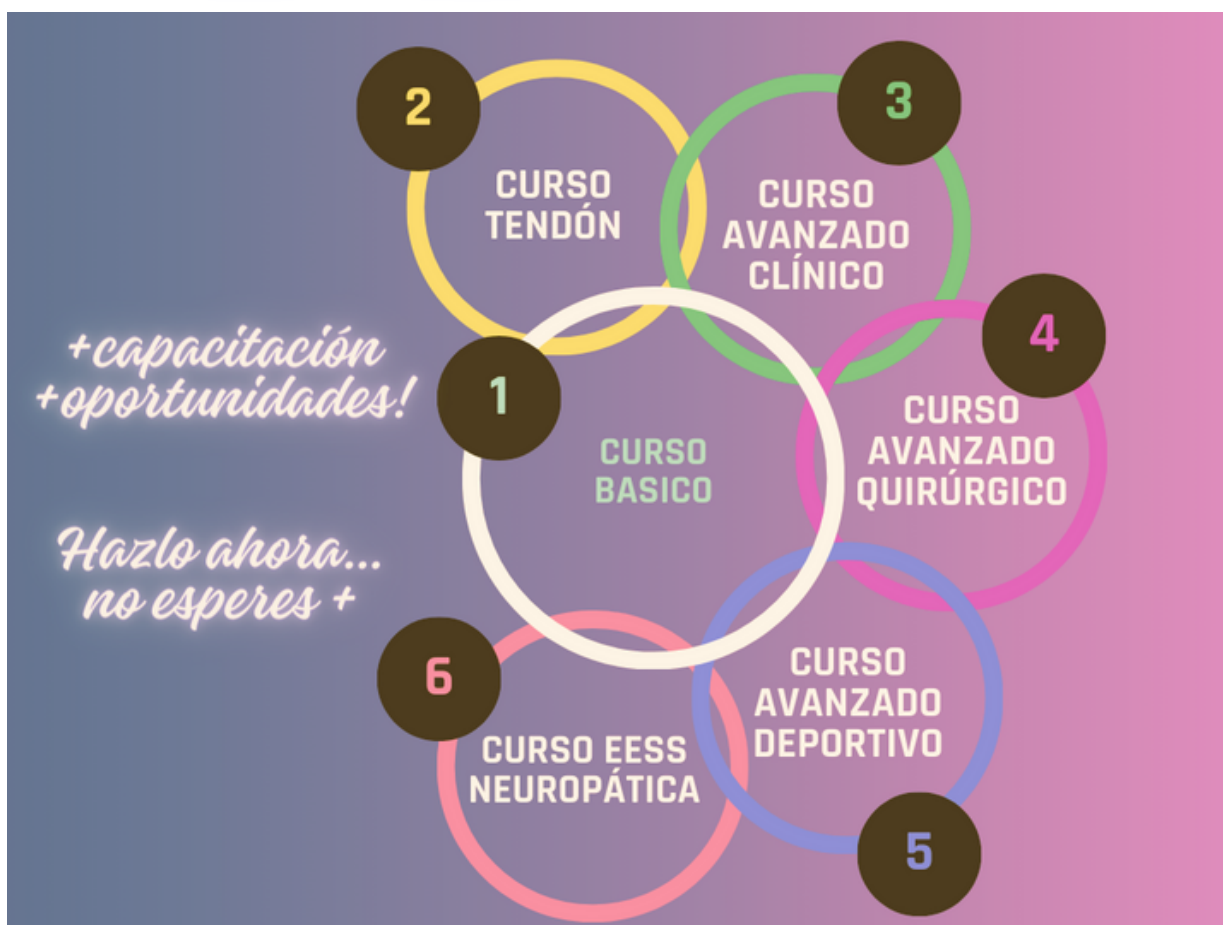 2
CURSO
TENDÓN
3
CURSO
AVANZADO
CLÍNICO
+capacitación
+oportunidades!
1
CURSO
BASICO
4
CURSO
AVANZADO
QUIRÚRGICO
Hazlo ahora...
no esperes +
6
CURSO EESS
NEUROPÁTICA
CURSO
AVANZADO
DEPORTIVO
5